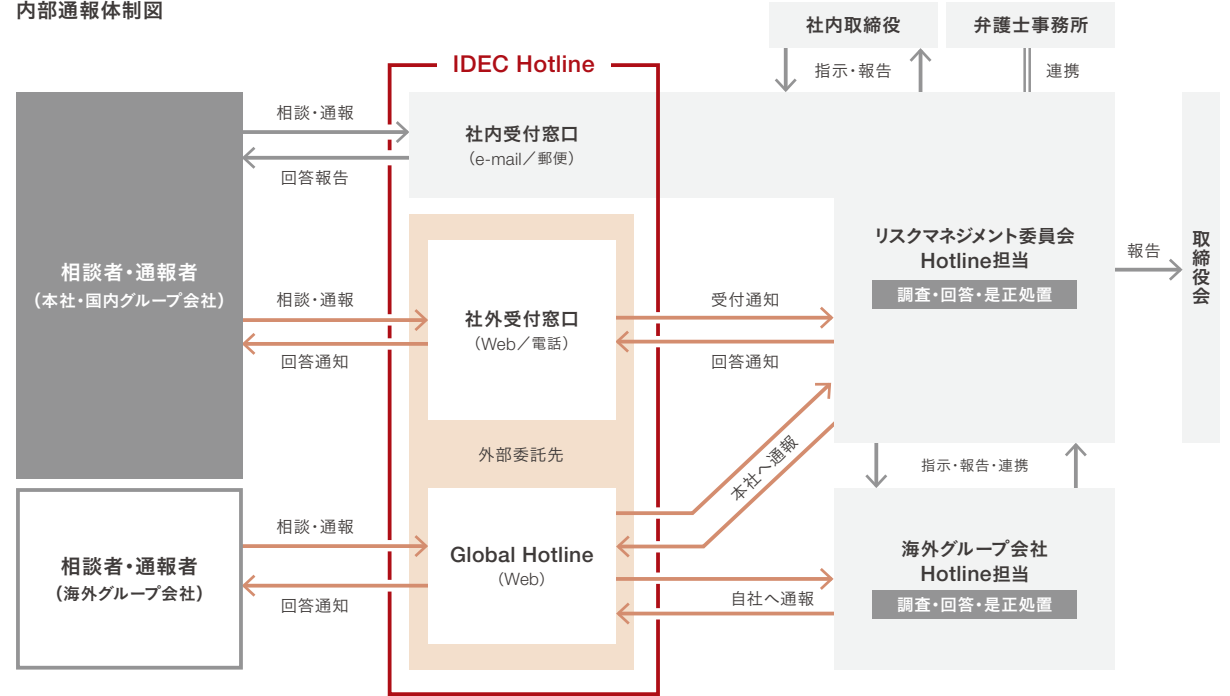 内部通報体制図
社内取締役
弁護士事務所
指示・報告
連携
IDEC Hotline
相談・通報
回答報告
社内受付窓口
（e-mail／郵便）
相談者・通報者
（本社・国内グループ会社）
相談・通報
回答通知
社外受付窓口
（Web／電話）
受付通知
回答通知
リスクマネジメント委員会
Hotline担当
調査・回答・是正処置
報告
取締役会
外部委託先
本社へ通報
指示・報告・連携
相談者・通報者
（海外グループ会社）
相談・通報
回答通知
Global Hotline
（Web）
自社へ通報
海外グループ会社
Hotline担当
調査・回答・是正処置